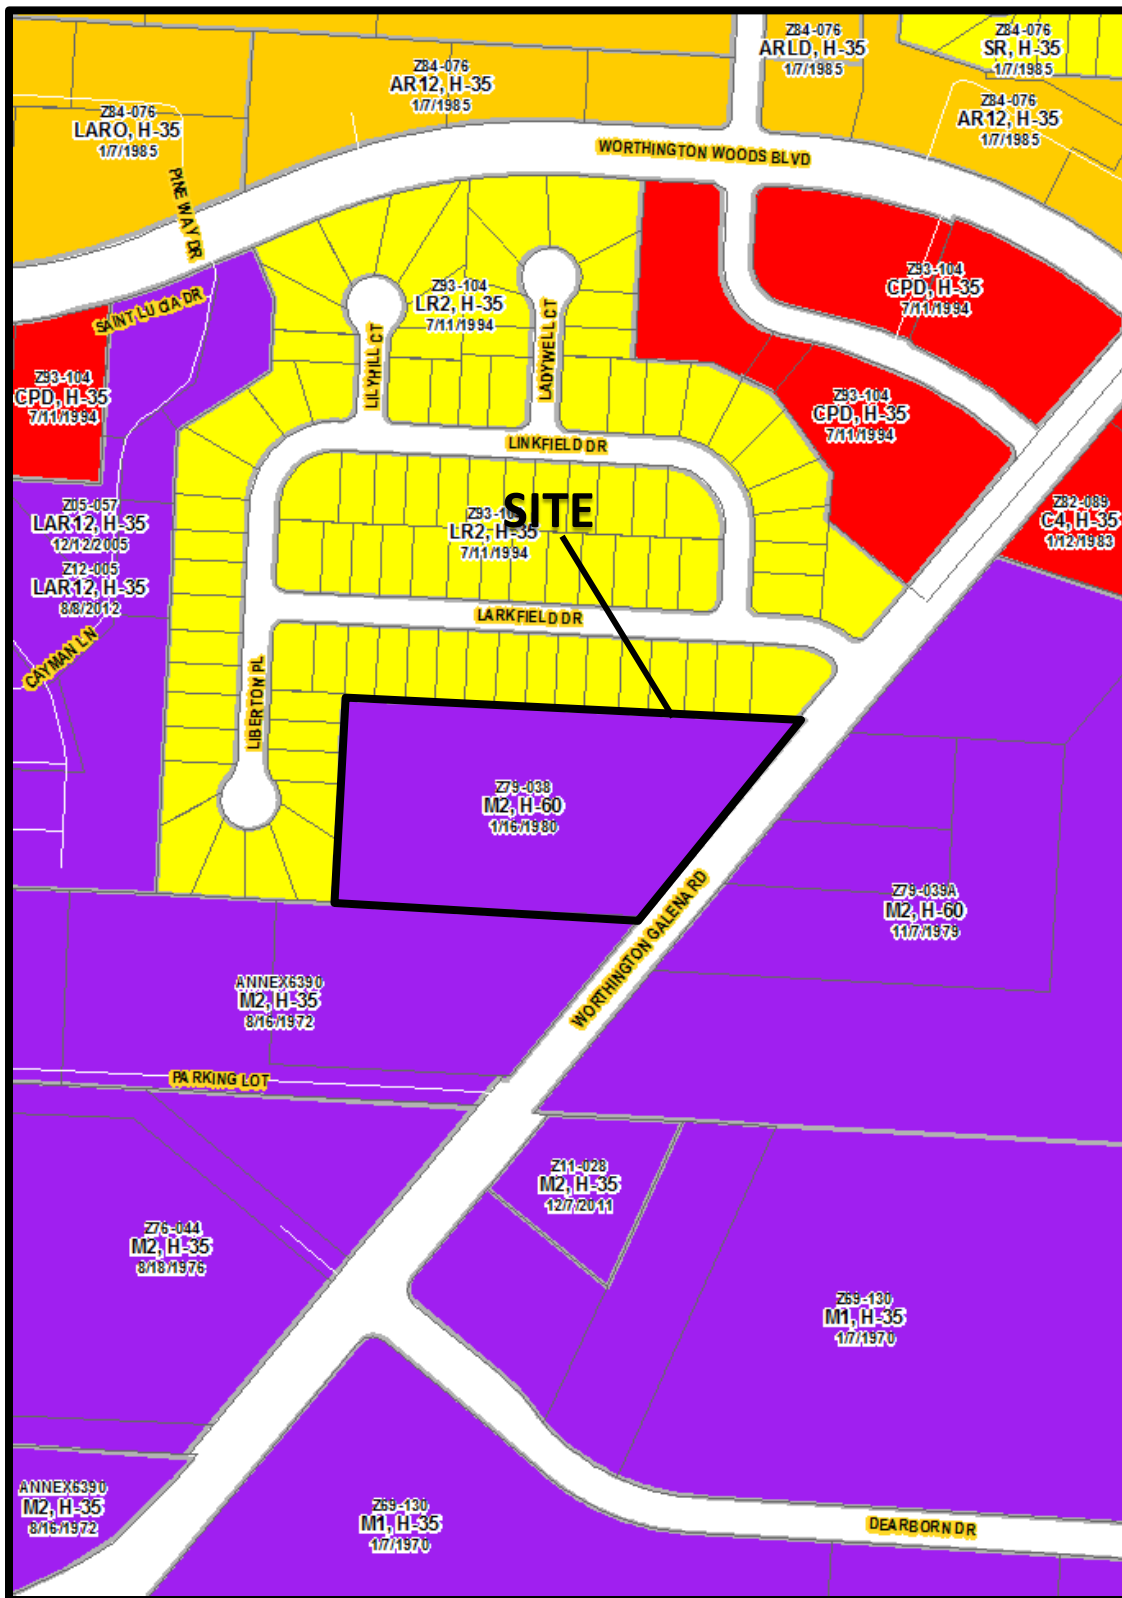 Z84-076
ARLD, H-35
1/7/1985
Z84-076
SR, H-35
1/7/1985
Z84-076
AR12, H-35
1/7/1985
Z84-076
LARO, H-35
1/7/1985
Z84-076
AR12, H-35
1/7/1985
WORTHINGTON WOODS BLVD
PINE WAY DR
SAINT LUCIA DR
Z93-104
LR2, H-35
7/11/1994
Z93-104
CPD, H-35
7/11/1994
LILYHILL CT
LADYWELL CT
Z93-104
CPD, H-35
7/11/1994
Z93-104
CPD, H-35
7/11/1994
LINKFIELD DR
SITE
Z93-104
LR2, H-35
7/11/1994
Z82-089
C4, H-35
1/12/1983
Z05-057
LAR12, H-35
12/12/2005
Z12-005
LAR12, H-35
8/8/2012
LARKFIELD DR
CAYMAN LN
LIBERTON PL
Z79-038
M2, H-60
1/16/1980
WORTHINGTON GALENA RD
Z79-039A
M2, H-60
11/7/1979
ANNEX6390
M2, H-35
8/16/1972
PARKING LOT
Z11-028
M2, H-35
12/7/2011
Z76-044
M2, H-35
8/18/1976
Z69-130
M1, H-35
1/7/1970
ANNEX6390
M2, H-35
8/16/1972
Z69-130
M1, H-35
1/7/1970
DEARBORN DR